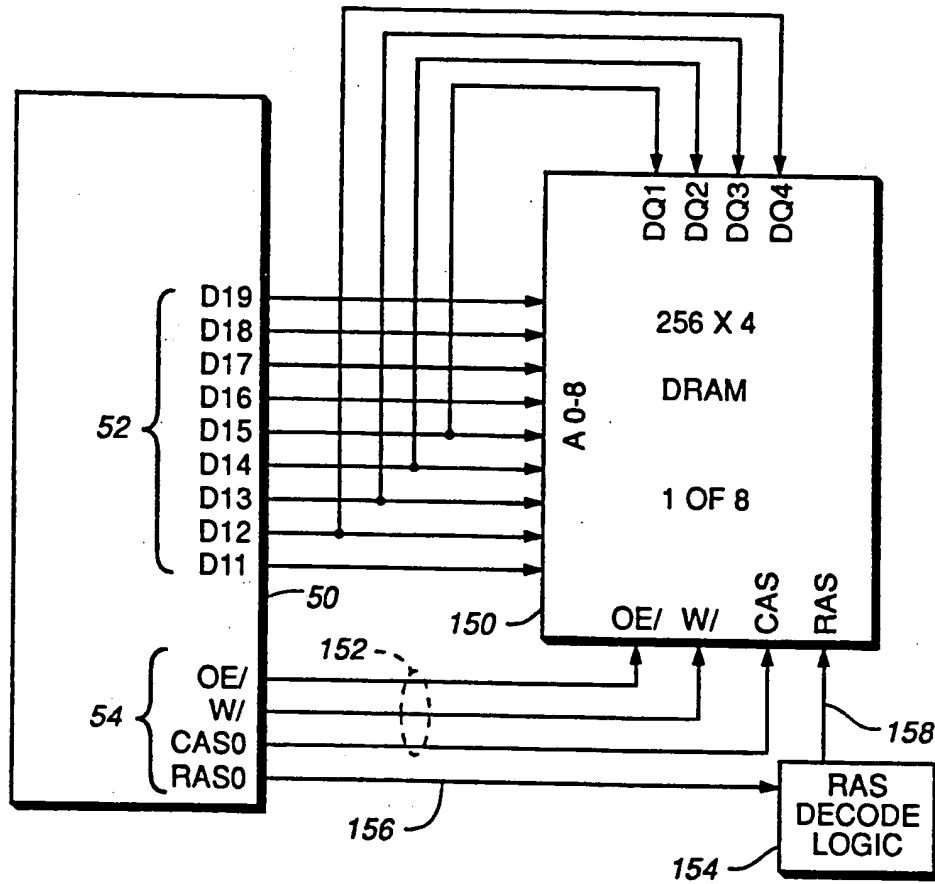 DQ1
DQ2
DQ3
DQ4
D19
D18
D17
D16
D15
D14
D13
D12
D11
52
256 X 4
DRAM
1 OF 8
A 0-8
50
150
OE/
W/
CAS
RAS
152
54
OE/
W/
CAS0
RAS0
156
158
RAS
DECODE
LOGIC
154